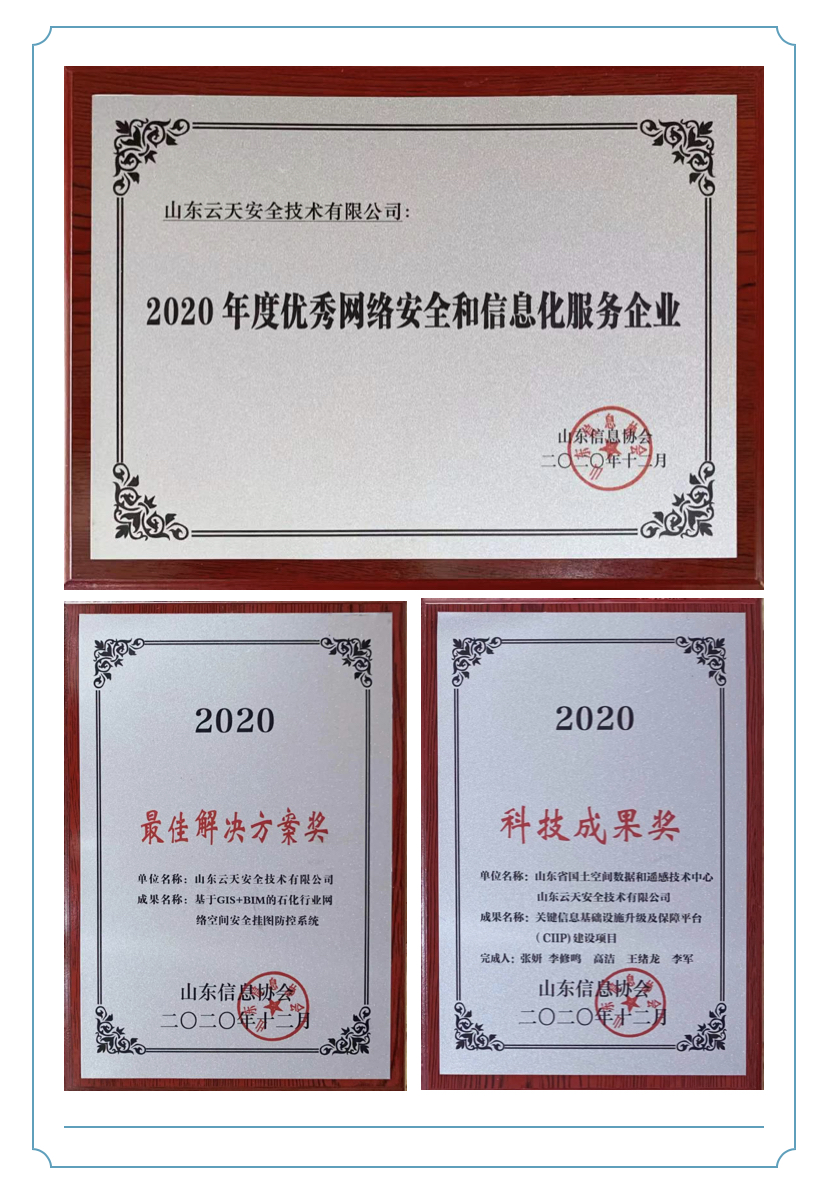 山东云天安全技术有限公司：
2020 年度优秀网络安全和信息化服务企业
山东信息协会
二〇二〇年十二月
2020
最佳解决方案奖
单位名称：山东云天安全技术有限公司
成果名称：基于GIS+BIM的石化行业网
络空间安全挂图防控系统
山东信息协会
二〇二〇年十二月
2020
科技成果奖
单位名称：山东省国土空间数据和遥感技术中心
山东云天安全技术有限公司
成果名称：关键信息基础设施升级及保障平台
（CIIP)建设项目
完成人：张妍 李修鸣 高洁 王绪龙 李军
山东信息协会
二〇二〇年十二月